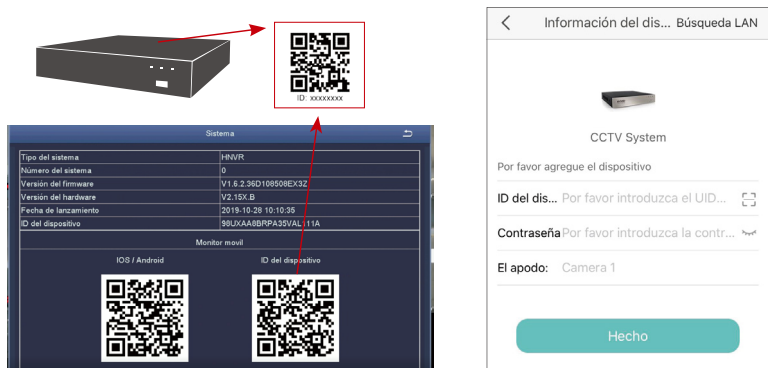 ID: xxxxxxxx
Sistema
Tipo del sistema HNVR
Número del sistema 0
Versión del firmware V1.6.2.36D108508EX3Z
Versión del hardware V2.15X.B
Fecha de lanzamiento 2019-10-28 10:10:35
ID del dispositivo 98UXAA8BRPA35VAL111A
Monitor movil
IOS / Android ID del dispositivo
Información del dis... Búsqueda LAN
CCTV System
Por favor agregue el dispositivo
ID del dis... Por favor introduzca el UID...
Contraseña Por favor introduzca la contr...
El apodo: Camera 1
Hecho